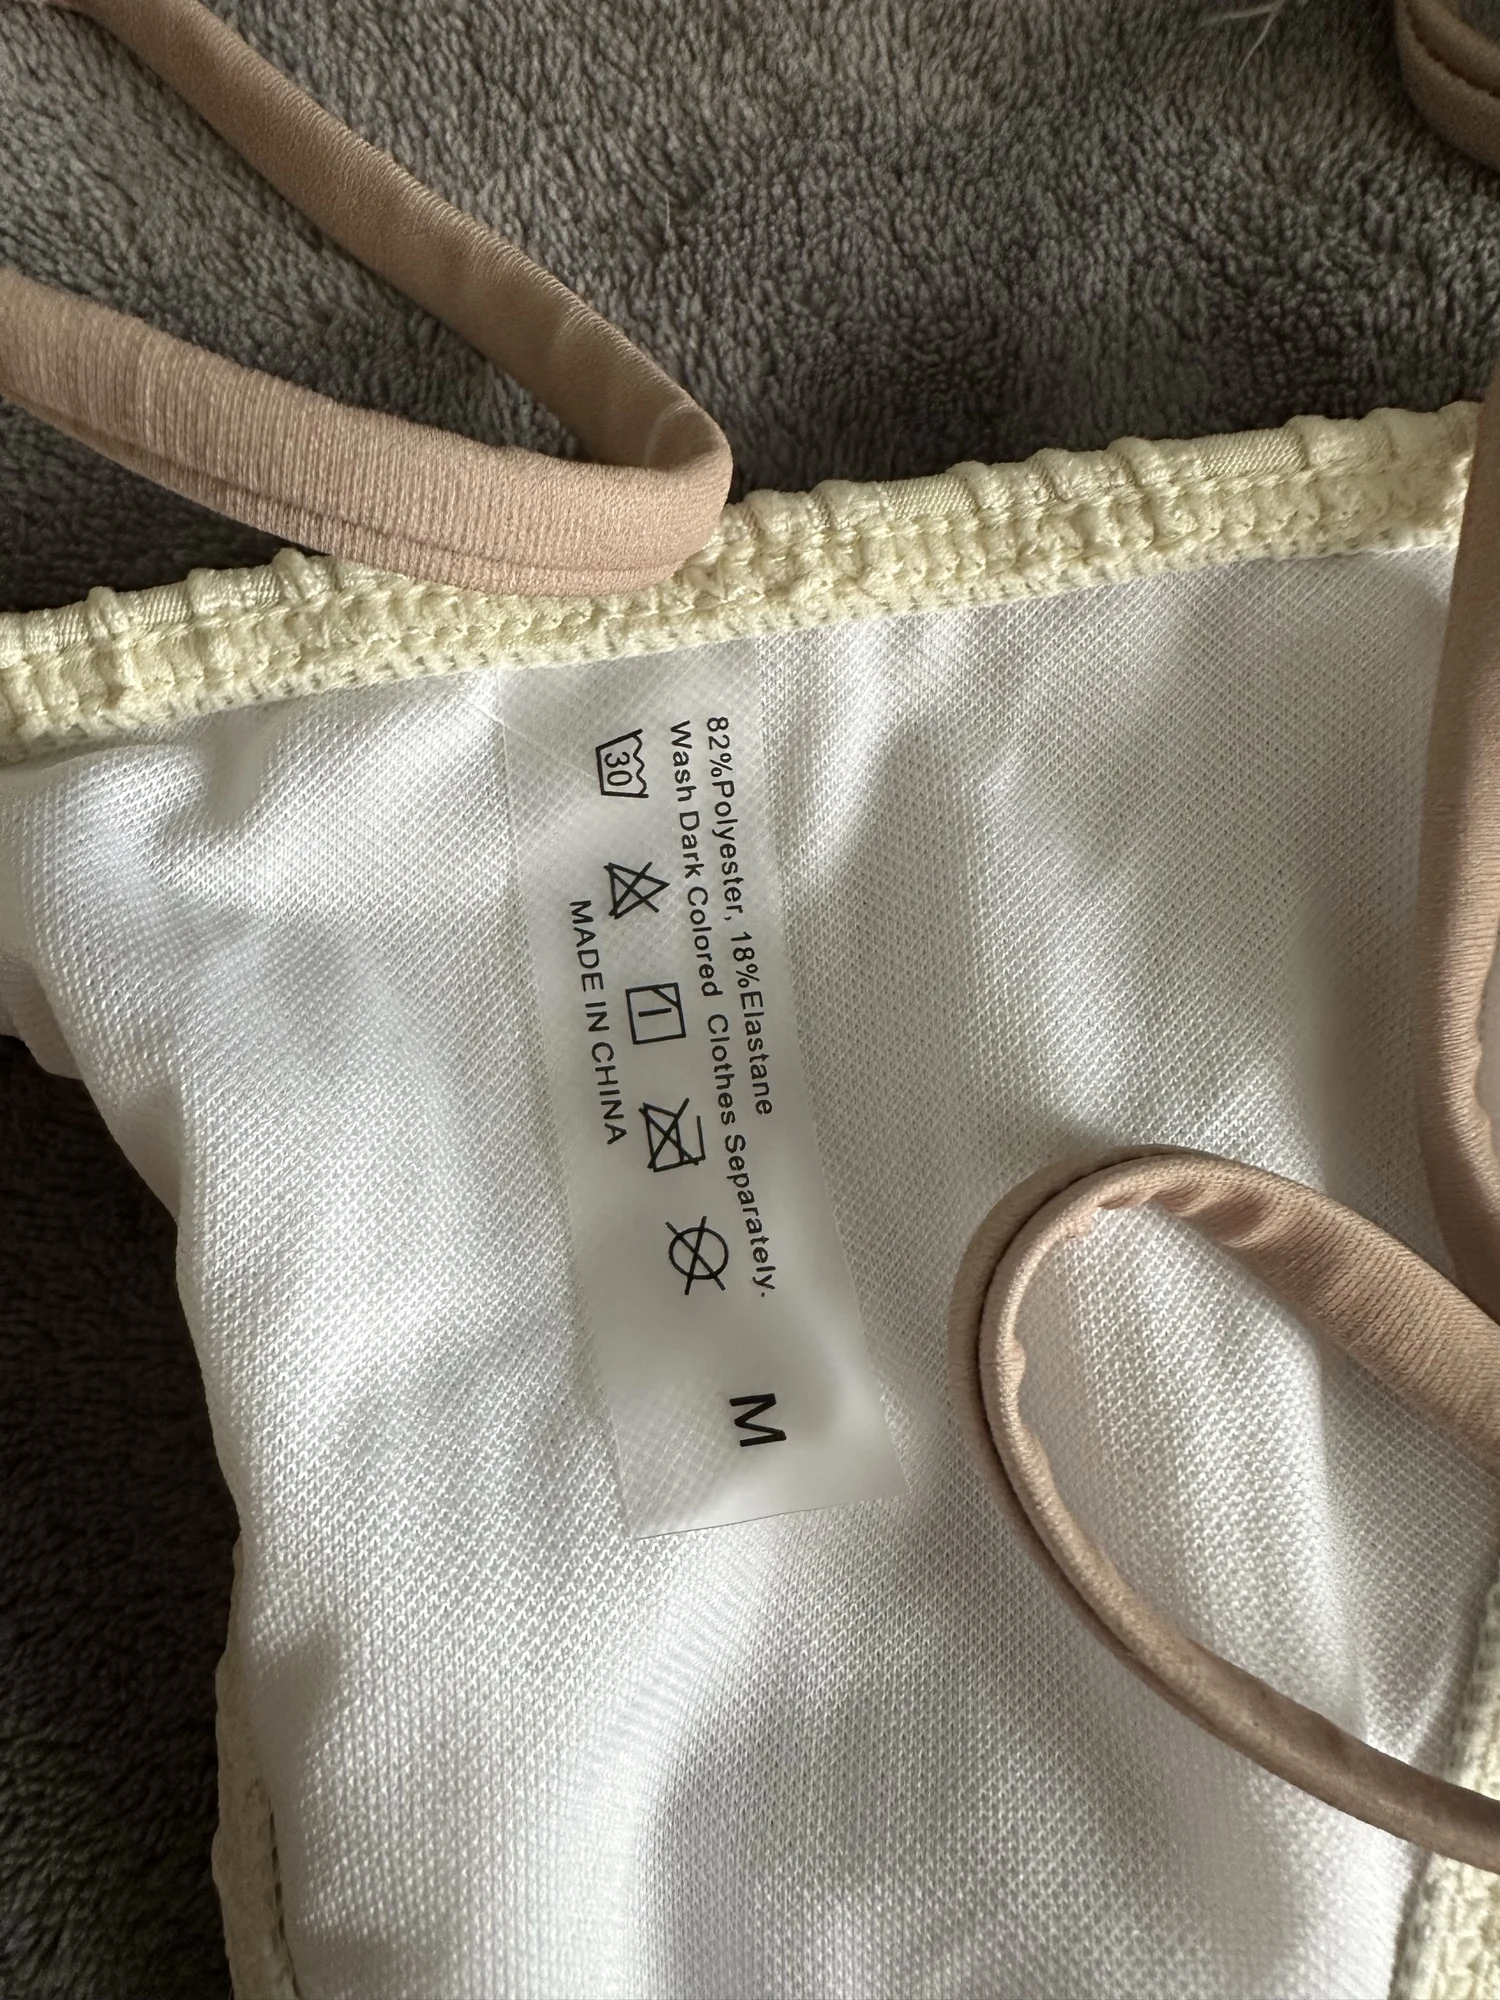 82%Polyester, 18%Elastane
Wash Dark Colored Clothes Separately.
30
MADE IN CHINA
M